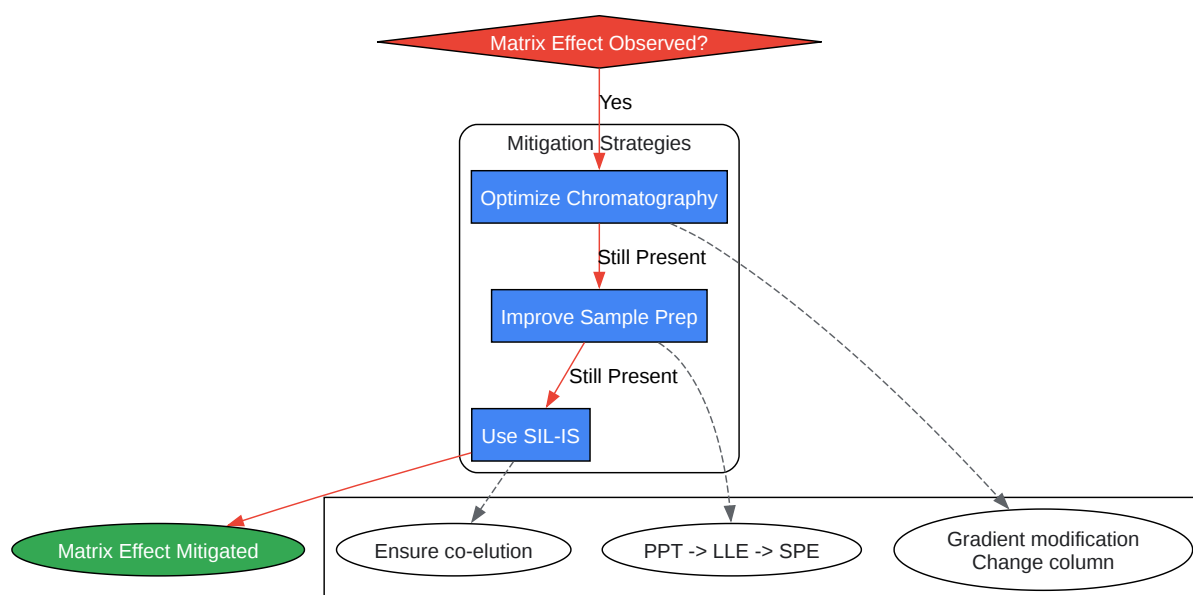 Matrix Effect Observed?
Yes
Mitigation Strategies
Optimize Chromatography
Still Present
Improve Sample Prep
Still Present
Use SIL-IS
Matrix Effect Mitigated
Ensure co-elution
PPT -> LLE -> SPE
Gradient modification
Change column